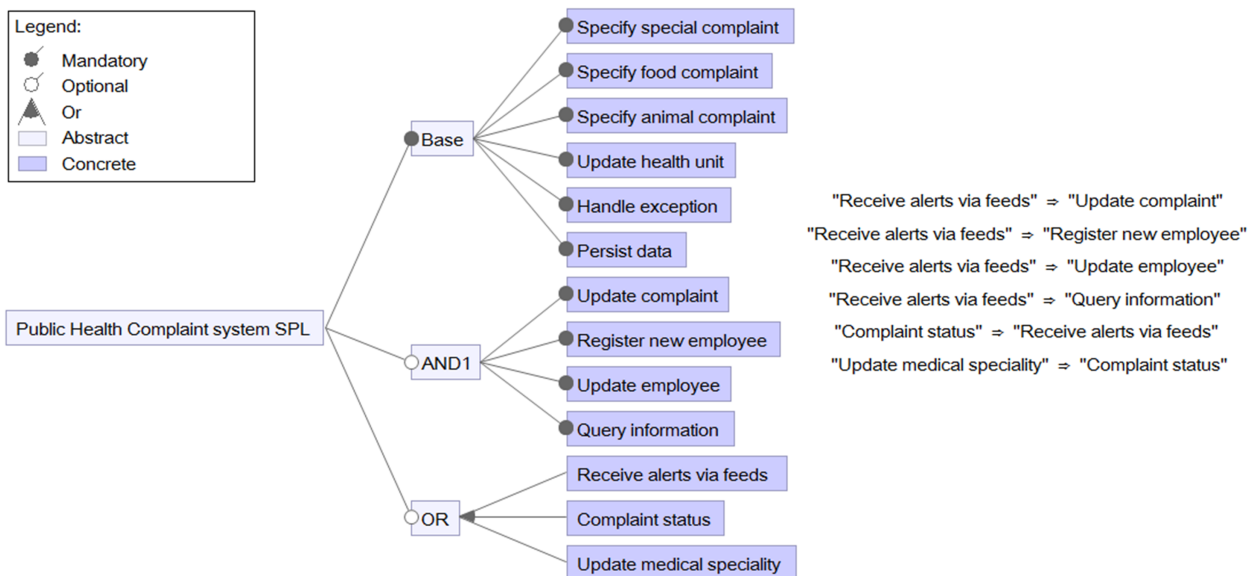 Legend:
Mandatory
Optional
Or
Abstract
Concrete
Public Health Complaint system SPL
Base
AND1
OR
Specify special complaint
Specify food complaint
Specify animal complaint
Update health unit
Handle exception
Persist data
Update complaint
Register new employee
Update employee
Query information
Receive alerts via feeds
Complaint status
Update medical speciality
"Receive alerts via feeds" ⇒ "Update complaint"
"Receive alerts via feeds" ⇒ "Register new employee"
"Receive alerts via feeds" ⇒ "Update employee"
"Receive alerts via feeds" ⇒ "Query information"
"Complaint status" ⇒ "Receive alerts via feeds"
"Update medical speciality" ⇒ "Complaint status"